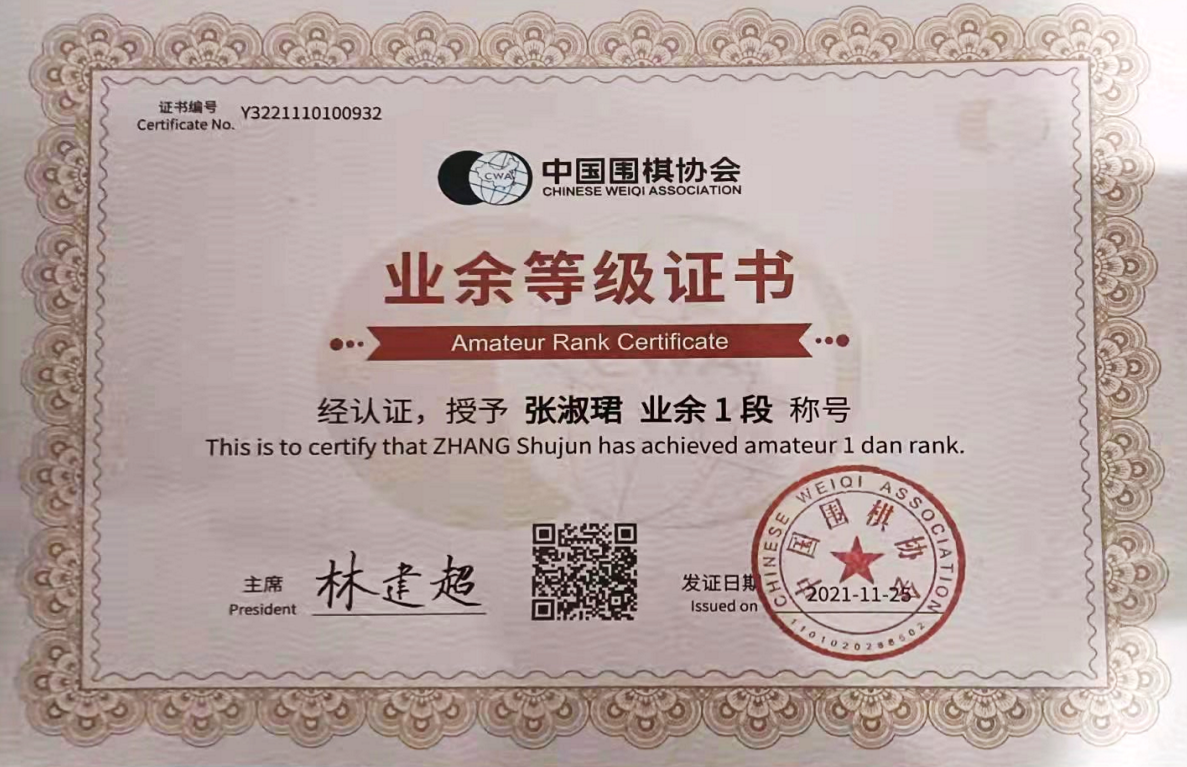 证书编号
Certificate No. Y3221110100932
CWA
中国围棋协会
CHINESE WEIQI ASSOCIATION
业余等级证书
Amateur Rank Certificate
经认证，授予 张淑珺 业余1段 称号
This is to certify that ZHANG Shujun has achieved amateur 1 dan rank.
主席
President
林建超
发证日期
Issued on
2021-11-25
CHINESE WEIQI ASSOCIATION
中国围棋协会